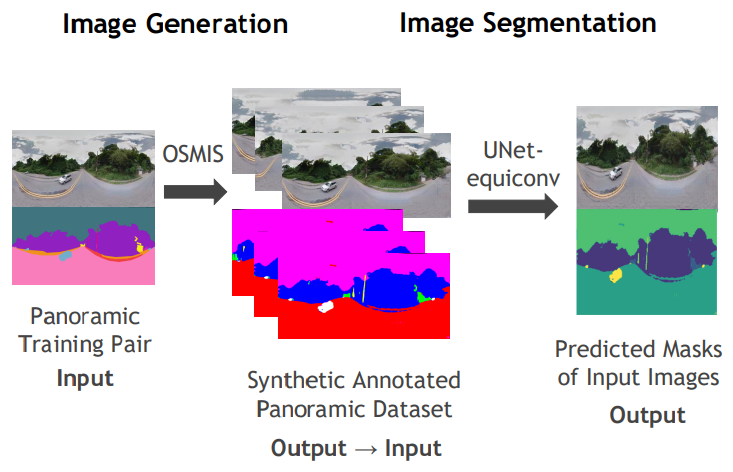 Image Generation
Image Segmentation
OSMIS
UNet-
equiconv
Panoramic
Training Pair
Input
Synthetic Annotated
Panoramic Dataset
Output → Input
Predicted Masks
of Input Images
Output